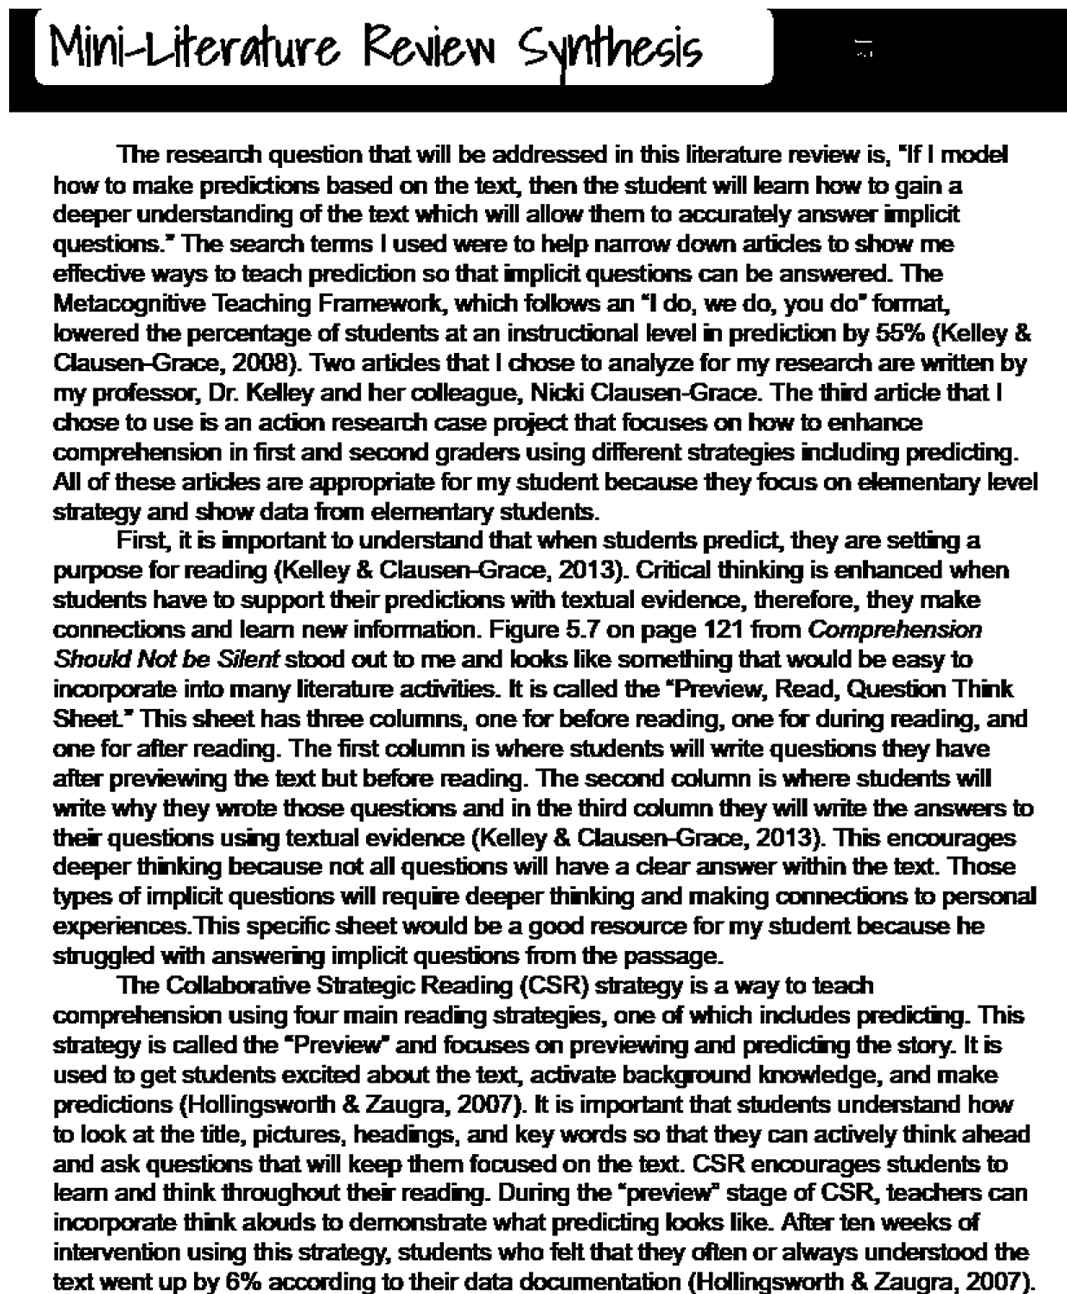 Mini-Literature Review Synthesis
The research question that will be addressed in this literature review is, "If I model
how to make predictions based on the text, then the student will learn how to gain a
deeper understanding of the text which will allow them to accurately answer implicit
questions." The search terms I used were to help narrow down articles to show me
effective ways to teach prediction so that implicit questions can be answered. The
Metacognitive Teaching Framework, which follows an "I do, we do, you do" format,
lowered the percentage of students at an instructional level in prediction by 55% (Kelley &
Clausen-Grace, 2008). Two articles that I chose to analyze for my research are written by
my professor, Dr. Kelley and her colleague, Nicki Clausen-Grace. The third article that I
chose to use is an action research case project that focuses on how to enhance
comprehension in first and second graders using different strategies including predicting.
All of these articles are appropriate for my student because they focus on elementary level
strategy and show data from elementary students.
First, it is important to understand that when students predict, they are setting a
purpose for reading (Kelley & Clausen-Grace, 2013). Critical thinking is enhanced when
students have to support their predictions with textual evidence, therefore, they make
connections and learn new information. Figure 5.7 on page 121 from Comprehension
Should Not be Silent stood out to me and looks like something that would be easy to
incorporate into many literature activities. It is called the "Preview, Read, Question Think
Sheet." This sheet has three columns, one for before reading, one for during reading, and
one for after reading. The first column is where students will write questions they have
after previewing the text but before reading. The second column is where students will
write why they wrote those questions and in the third column they will write the answers to
their questions using textual evidence (Kelley & Clausen-Grace, 2013). This encourages
deeper thinking because not all questions will have a clear answer within the text. Those
types of implicit questions will require deeper thinking and making connections to personal
experiences.This specific sheet would be a good resource for my student because he
struggled with answering implicit questions from the passage.
The Collaborative Strategic Reading (CSR) strategy is a way to teach
comprehension using four main reading strategies, one of which includes predicting. This
strategy is called the "Preview" and focuses on previewing and predicting the story. It is
used to get students excited about the text, activate background knowledge, and make
predictions (Hollingsworth & Zaugra, 2007). It is important that students understand how
to look at the title, pictures, headings, and key words so that they can actively think ahead
and ask questions that will keep them focused on the text. CSR encourages students to
learn and think throughout their reading. During the "preview" stage of CSR, teachers can
incorporate think alouds to demonstrate what predicting looks like. After ten weeks of
intervention using this strategy, students who felt that they often or always understood the
text went up by 6% according to their data documentation (Hollingsworth & Zaugra, 2007).